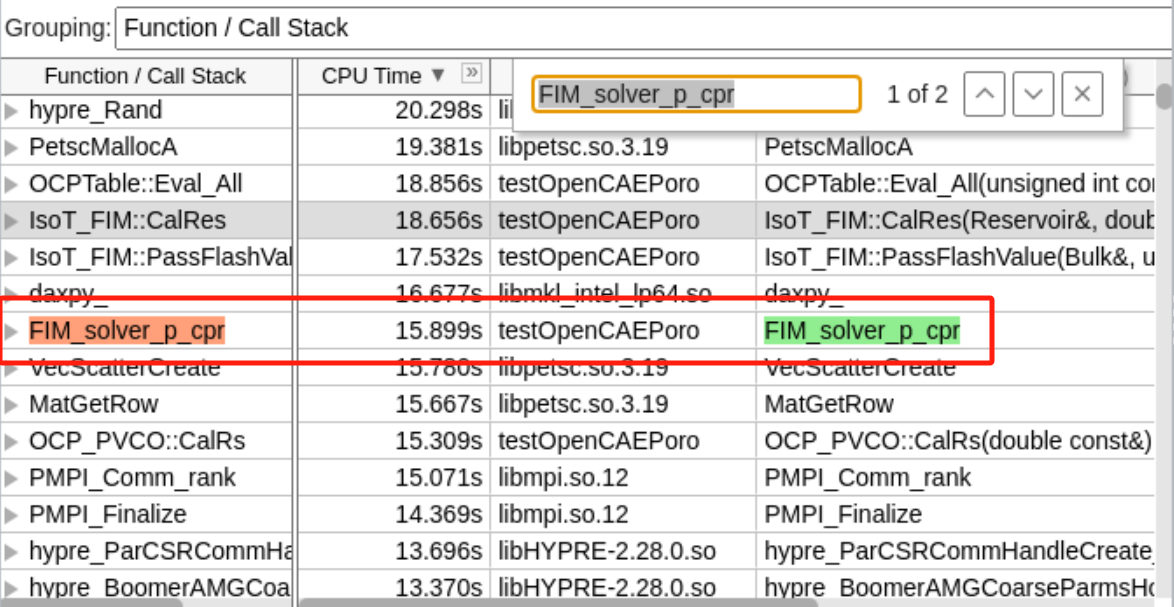 Grouping: Function / Call Stack
Function / Call Stack CPU Time ▼ »
FIM_solver_p_cpr 1 of 2
hypre_Rand 20.298s
PetscMallocA 19.381s libpetsc.so.3.19 PetscMallocA
OCPTable::Eval_All 18.856s testOpenCAEPoro OCPTable::Eval_All(unsigned int
IsoT_FIM::CalRes 18.656s testOpenCAEPoro IsoT_FIM::CalRes(Reservoir&, doub
IsoT_FIM::PassFlashVal 17.532s testOpenCAEPoro IsoT_FIM::PassFlashValue(Bulk&, u
daxpy_ 16.677s libmkl_intel_lp64.so daxpy_
FIM_solver_p_cpr 15.899s testOpenCAEPoro FIM_solver_p_cpr
VecScatterCreate 15.780s libpetsc.so.3.19 VecScatterCreate
MatGetRow 15.667s libpetsc.so.3.19 MatGetRow
OCP_PVCO::CalRs 15.309s testOpenCAEPoro OCP_PVCO::CalRs(double const&)
PMPI_Comm_rank 15.071s libmpi.so.12 PMPI_Comm_rank
PMPI_Finalize 14.369s libmpi.so.12 PMPI_Finalize
hypre_ParCSRCommHa 13.696s libHYPRE-2.28.0.so hypre_ParCSRCommHandleCreate_
hypre_BoomerAMGCoa 13.370s libHYPRE-2.28.0.so hypre_BoomerAMGCoarseParmsHo